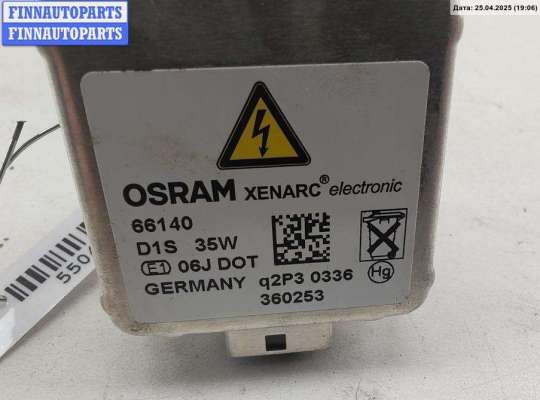 FINNAUTOPARTS
FINNAUTOPARTS
FINNAUTOPARTS
Дата: 25.04.2025 (19:06)
OSRAM XENARC® electronic
66140
D1S 35W
E1 06J DOT
GERMANY q2P3 0336
360253
Hg